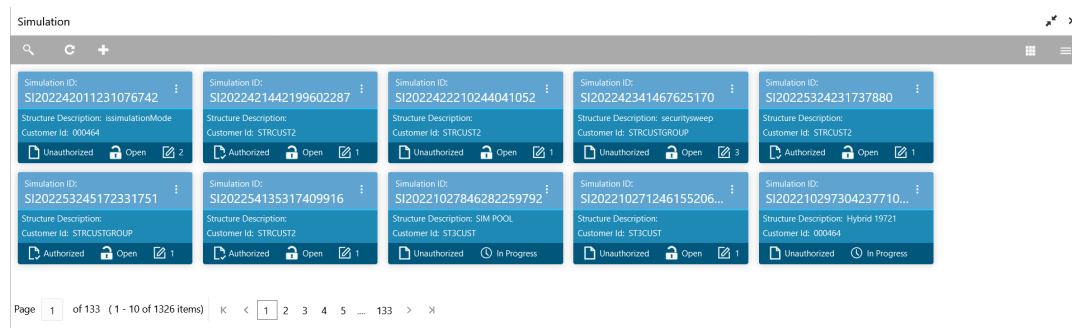 Simulation
Simulation ID:
SI202242011231076742
Structure Description: issimulationMode
Customer Id: 000464
Unauthorized Open 2
Simulation ID:
SI2022421442199602287
Structure Description:
Customer Id: STRCUST2
Authorized Open 1
Simulation ID:
SI2022422210244041052
Structure Description:
Customer Id: STRCUST2
Unauthorized Open 1
Simulation ID:
SI202242341467625170
Structure Description: securitysweep
Customer Id: STRCUSTGROUP
Unauthorized Open 3
Simulation ID:
SI20225324231737880
Structure Description:
Customer Id: STRCUST2
Authorized Open 1
Simulation ID:
SI202253245172331751
Structure Description:
Customer Id: STRCUSTGROUP
Authorized Open 1
Simulation ID:
SI2022541353174099​16
Structure Description:
Customer Id: STRCUST2
Authorized Open 1
Simulation ID:
SI20221027846282259792
Structure Description: SIM POOL
Customer Id: ST3CUST
Unauthorized In Progress
Simulation ID:
SI202210271246155206...
Structure Description:
Customer Id: ST3CUST
Unauthorized Open 1
Simulation ID:
SI202210297304237710...
Structure Description: Hybrid 19721
Customer Id: 000464
Unauthorized In Progress
Page 1 of 133 (1 - 10 of 1326 items) 1 2 3 4 5 ... 133